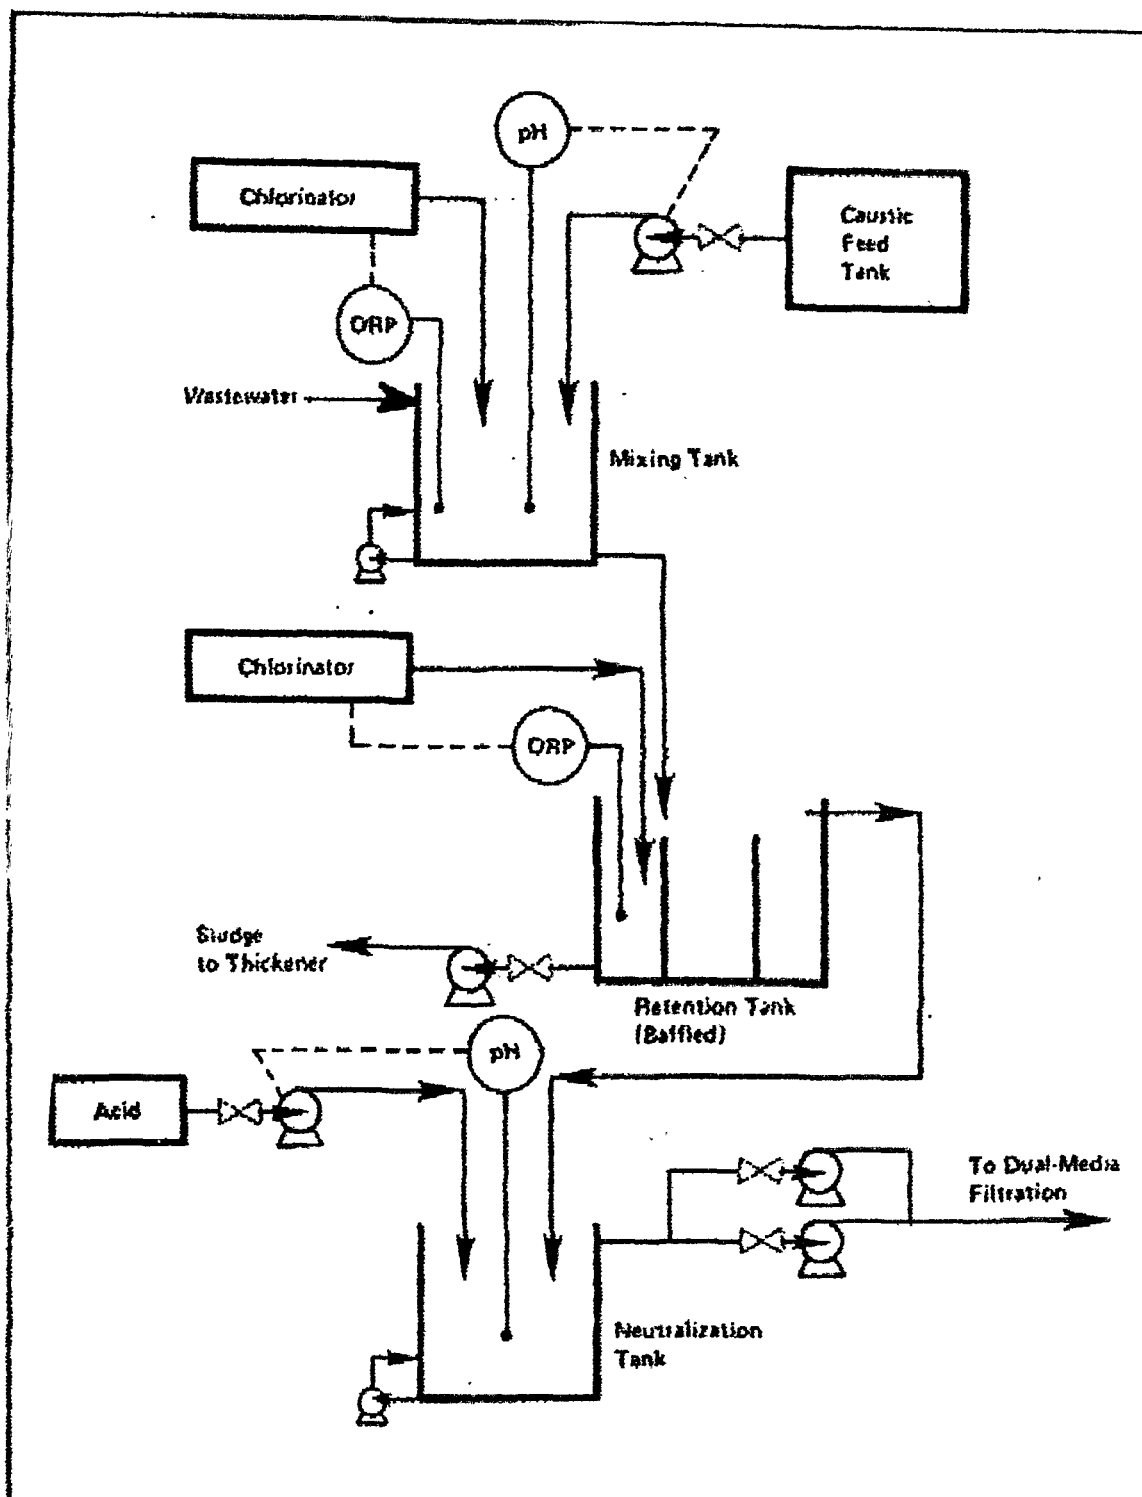 pH
Chlorinator
Caustic
Feed
Tank
ORP
Wastewater
Mixing Tank
Chlorinator
ORP
Sludge
to Thickener
Retention Tank
(Baffled)
pH
Acid
To Dual-Media
Filtration
Neutralization
Tank